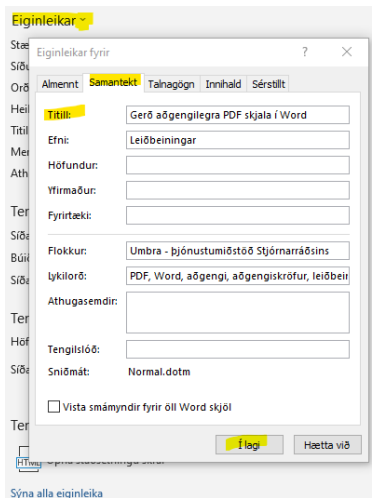 Eiginleikar
Eiginleikar fyrir
Almennt Samantekt Talnagögn Innihald Sérstillt
Titill: Gerð aðgengilegra PDF skjala í Word
Efni: Leiðbeiningar
Höfundur:
Yfirmaður:
Fyrirtæki:
Flokkur: Umbra - þjónustumiðstöð Stjórnarráðsins
Lykilorð: PDF, Word, aðgengi, aðgengiskröfur, leiðbeir
Athugasemdir:
Tengilslóð:
Sniðmát: Normal.dotm
Vista smámyndir fyrir öll Word skjöl
Í lagi Hætta við
HTML
Sýna alla eiginleika